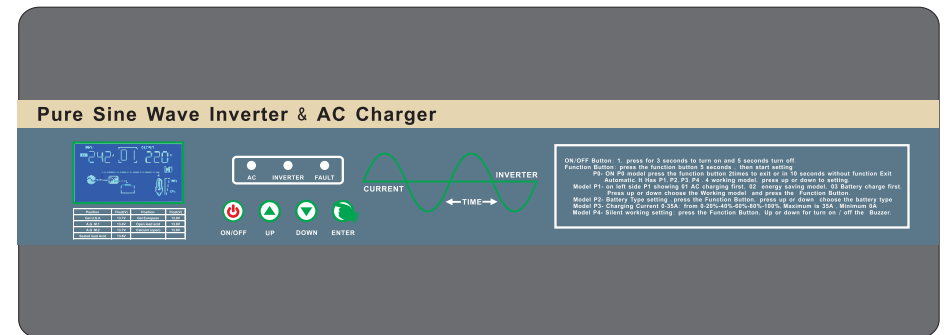 Pure Sine Wave Inverter & AC Charger
242 01 220
AC INVERTER FAULT
ON/OFF UP DOWN ENTER
CURRENT
INVERTER
TIME
ON/OFF Button : 1. press for 3 seconds to turn on and 5 seconds turn off.
Function Button : press the function button 5 seconds , then start setting.
P0- ON P0 model press the function button 2times to exit or in 10 seconds without function Exit
Automatic. It Has P1, P2, P3, P4 . 4 working model. press up or down to setting.
Model P1- on left side P1 showing 01 AC charging first. 02 energy saving model. 03 Battery charge first.
Press up or down choose the Working model and press the Function Button.
Model P2- Battery Type setting , press the Function Button. press up or down choose the battery type
Model P3- Charging Current 0-35A : from 0-20%-40%-60%-80%-100%. Maximum is 35A , Minimum 0A
Model P4- Silent working setting : press the Function Button, Up or down for turn on / off the Buzzer.